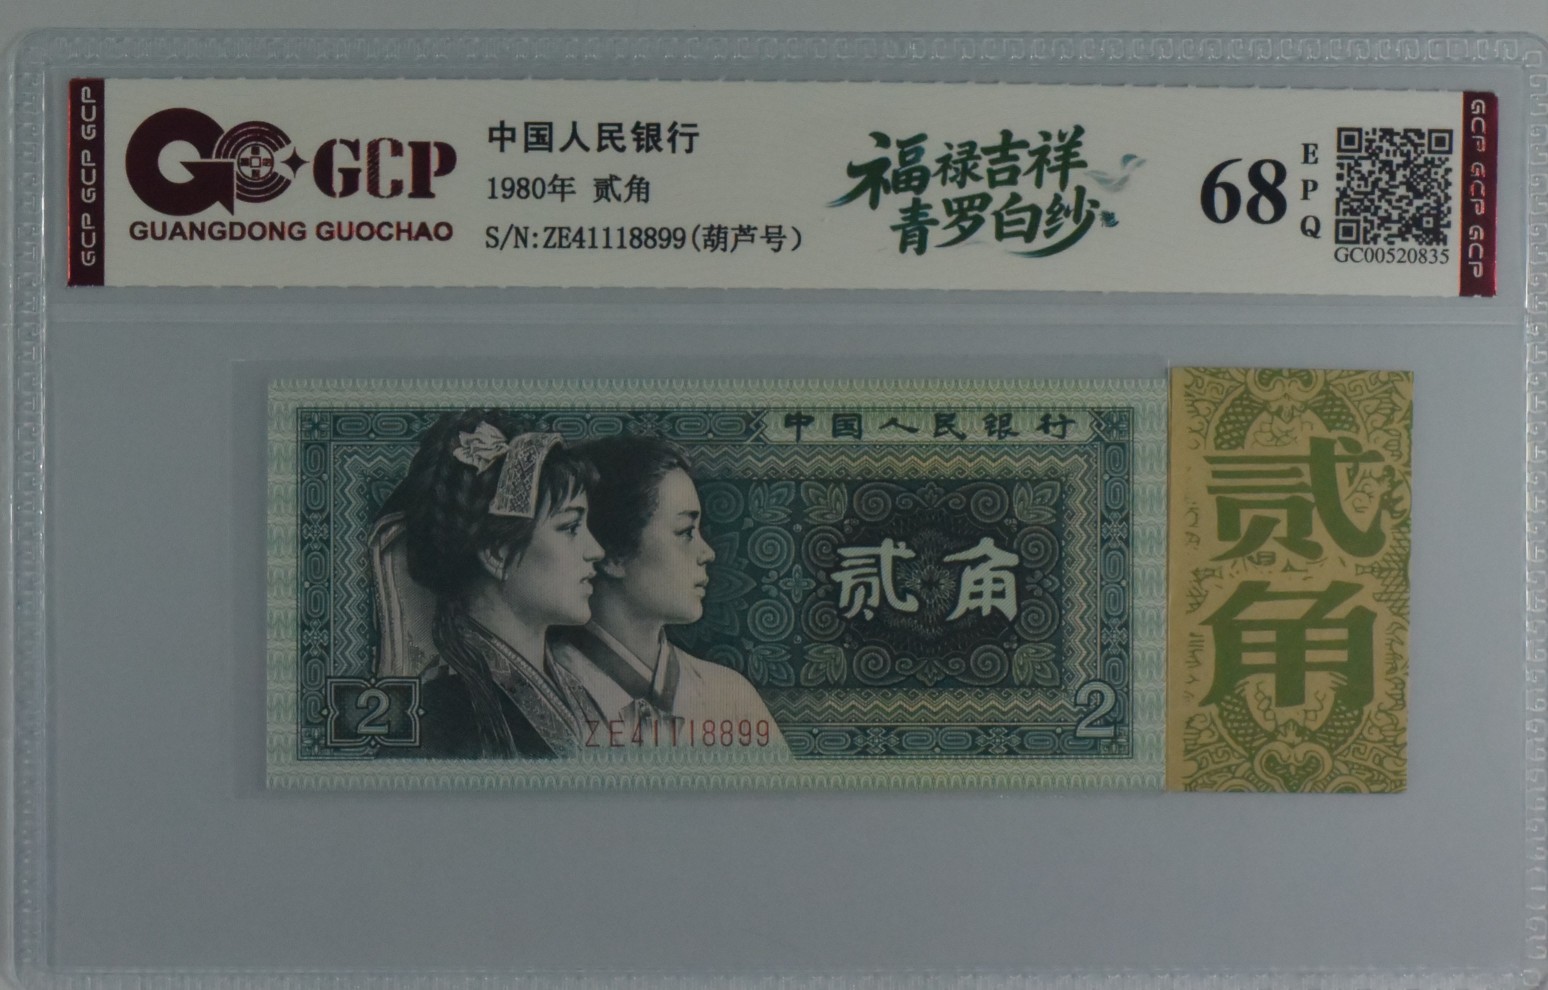 GCP GCP GCP
GCP
GUANGDONG GUOCHAO
中国人民银行
1980年 贰角
S/N:ZE41118899(葫芦号)
福禄吉祥
青罗白纱
68
EPQ
GC00520835
GCP GCP GCP
中国人民银行
贰角
2
2
ZE41118899
贰角